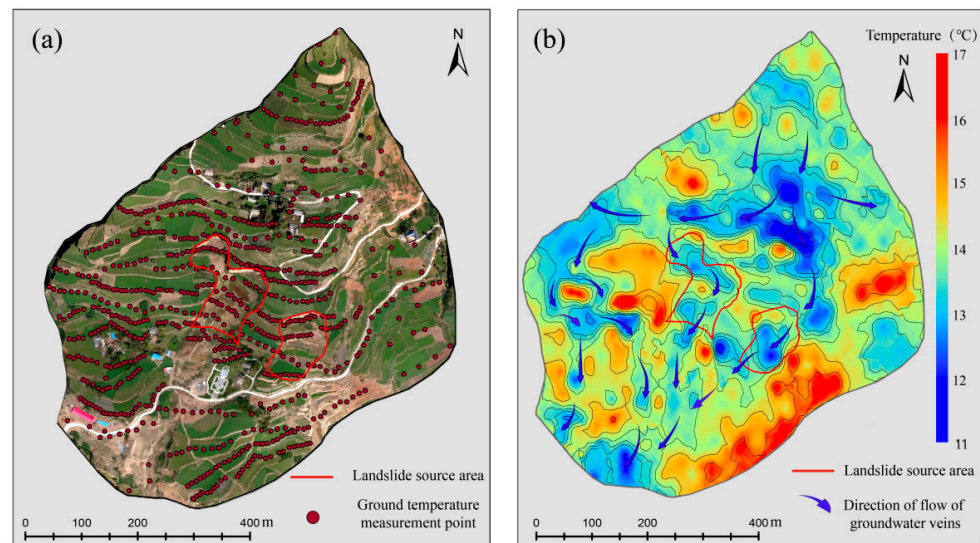 (a)
N
Landslide source area
Ground temperature
measurement point
0 100 200 400 m
(b)
Temperature (℃)
N
17
16
15
14
13
12
11
Landslide source area
Direction of flow of
groundwater veins
0 100 200 400 m